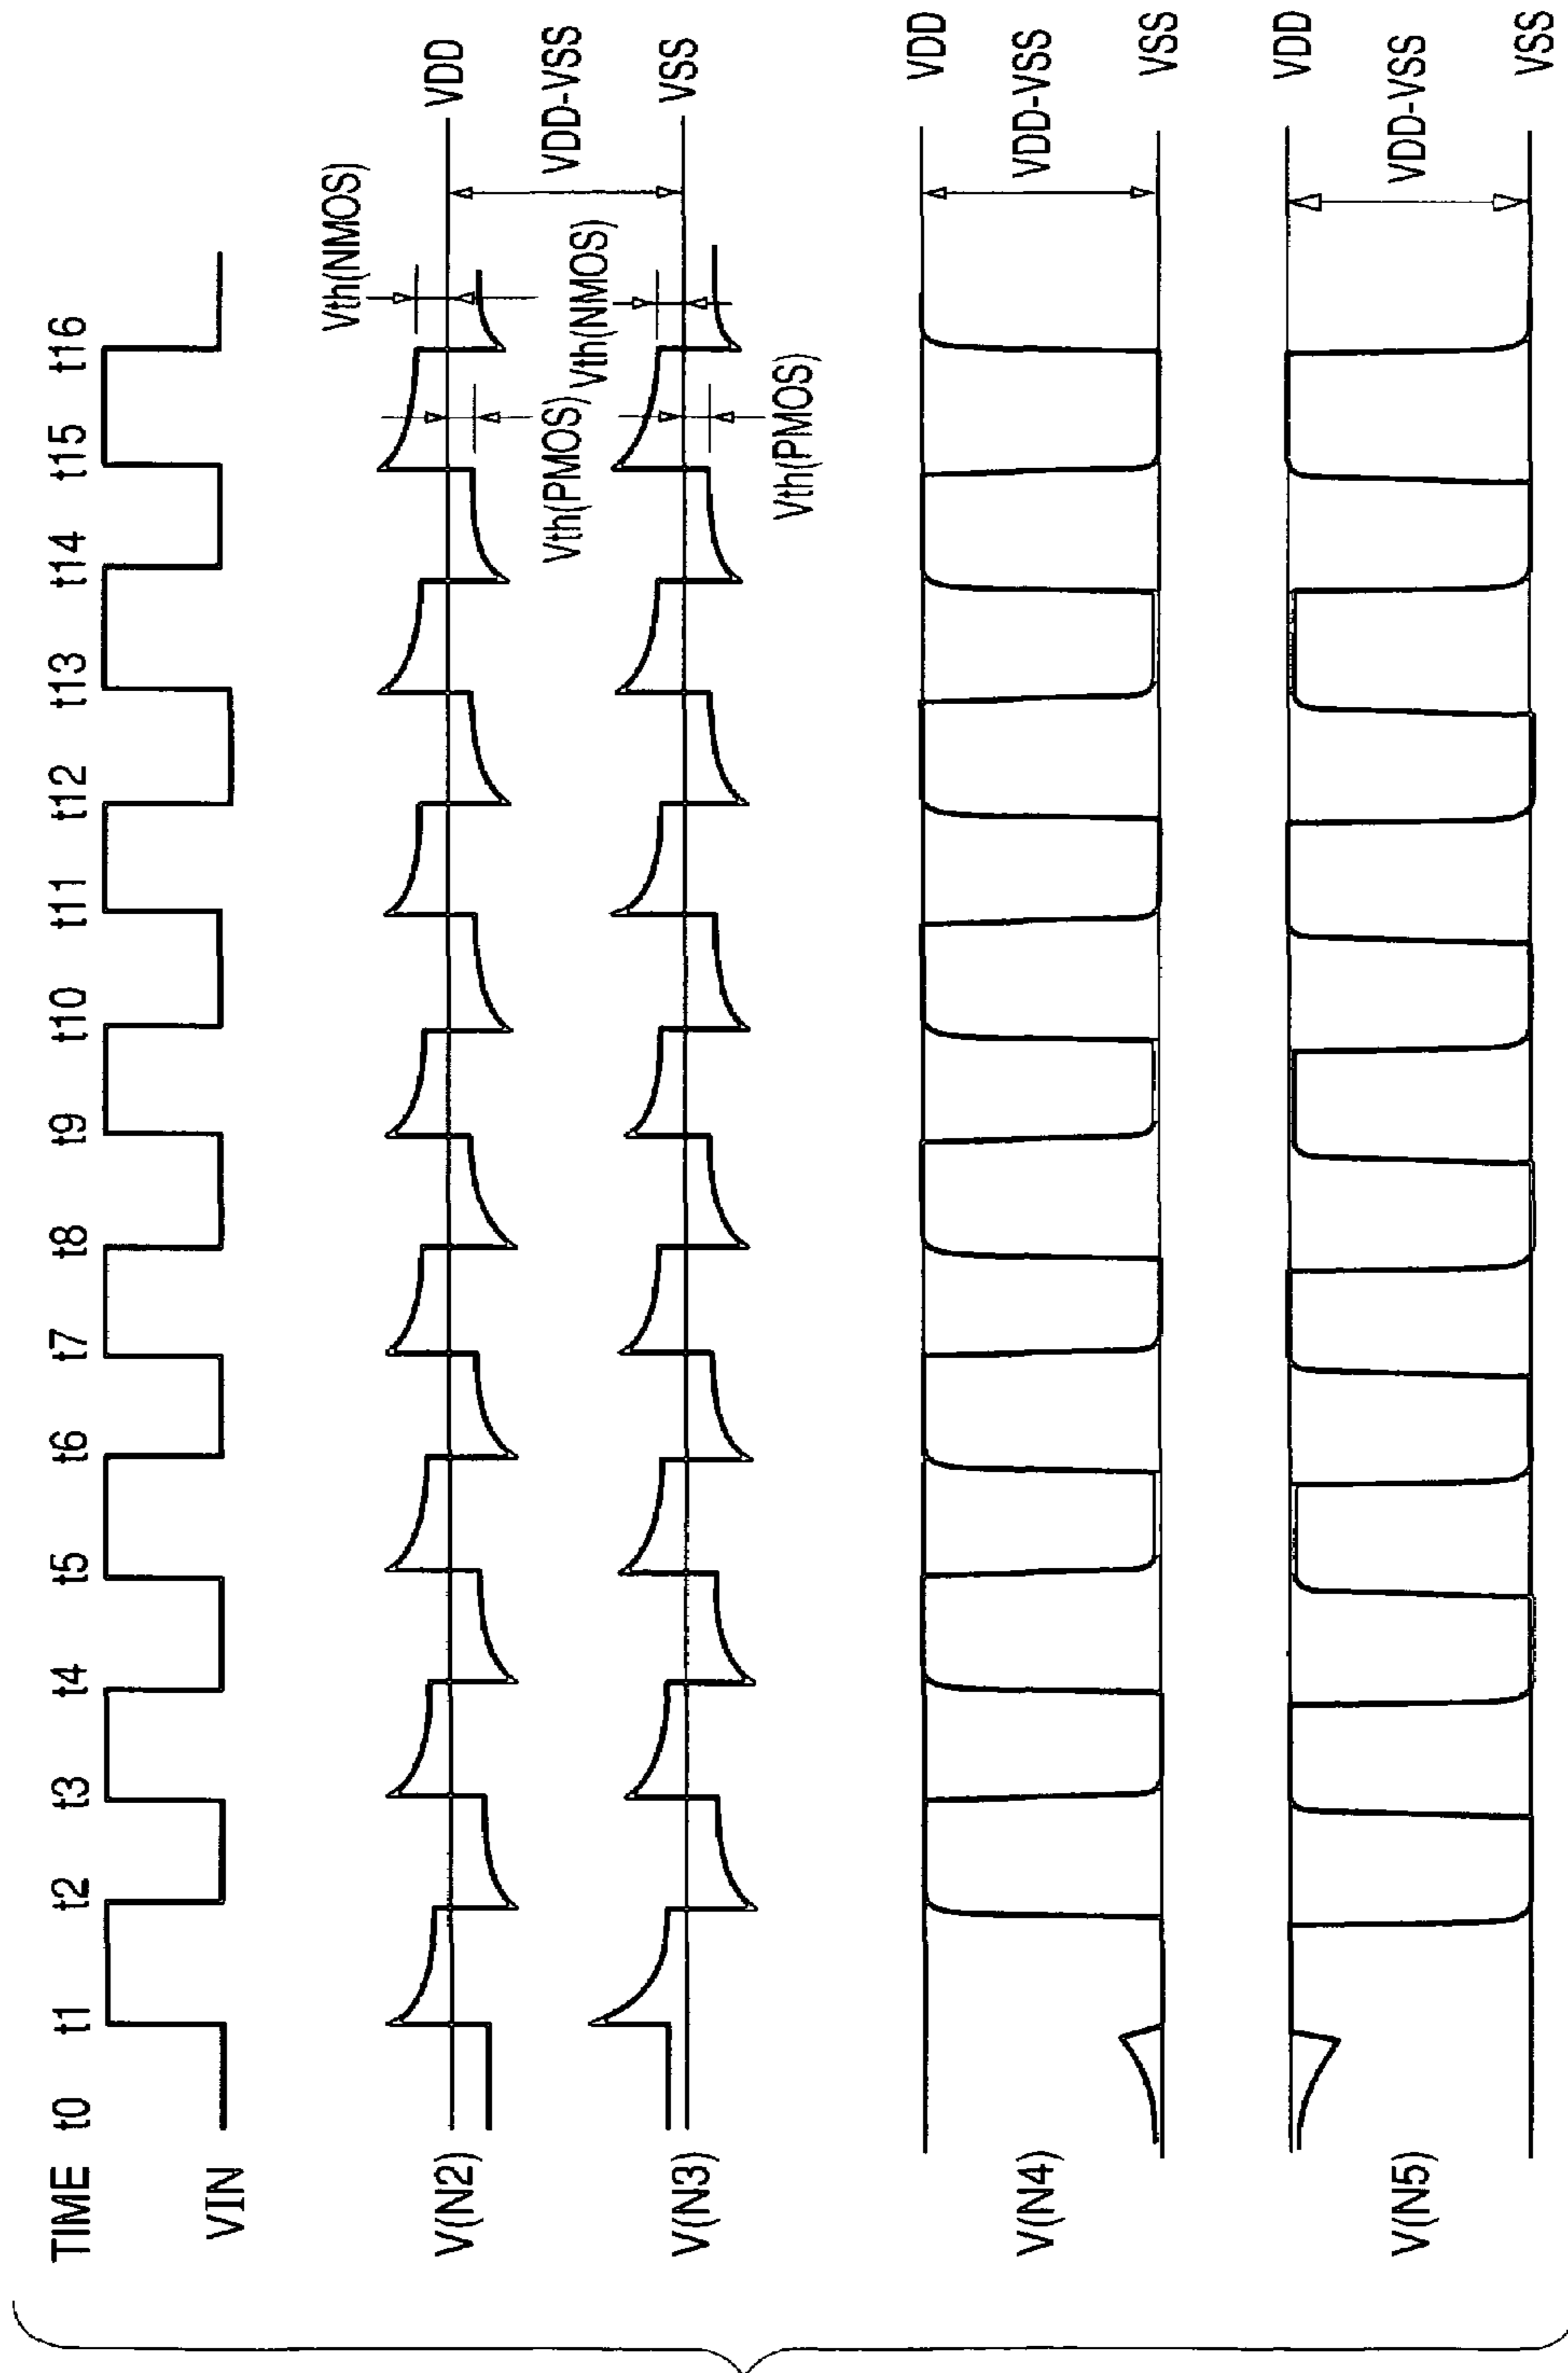 TIME t0 t1 t2 t3 t4 t5 t6 t7 t8 t9 t10 t11 t12 t13 t14 t15 t16
VIN
Vth(NMOS)
V(N2)
VDD
Vth(PMOS)
VDD-VSS
Vth(NMOS)
V(N3)
VSS
Vth(PMOS)
VDD
V(N4)
VDD-VSS
VSS
VDD
V(N5)
VDD-VSS
VSS